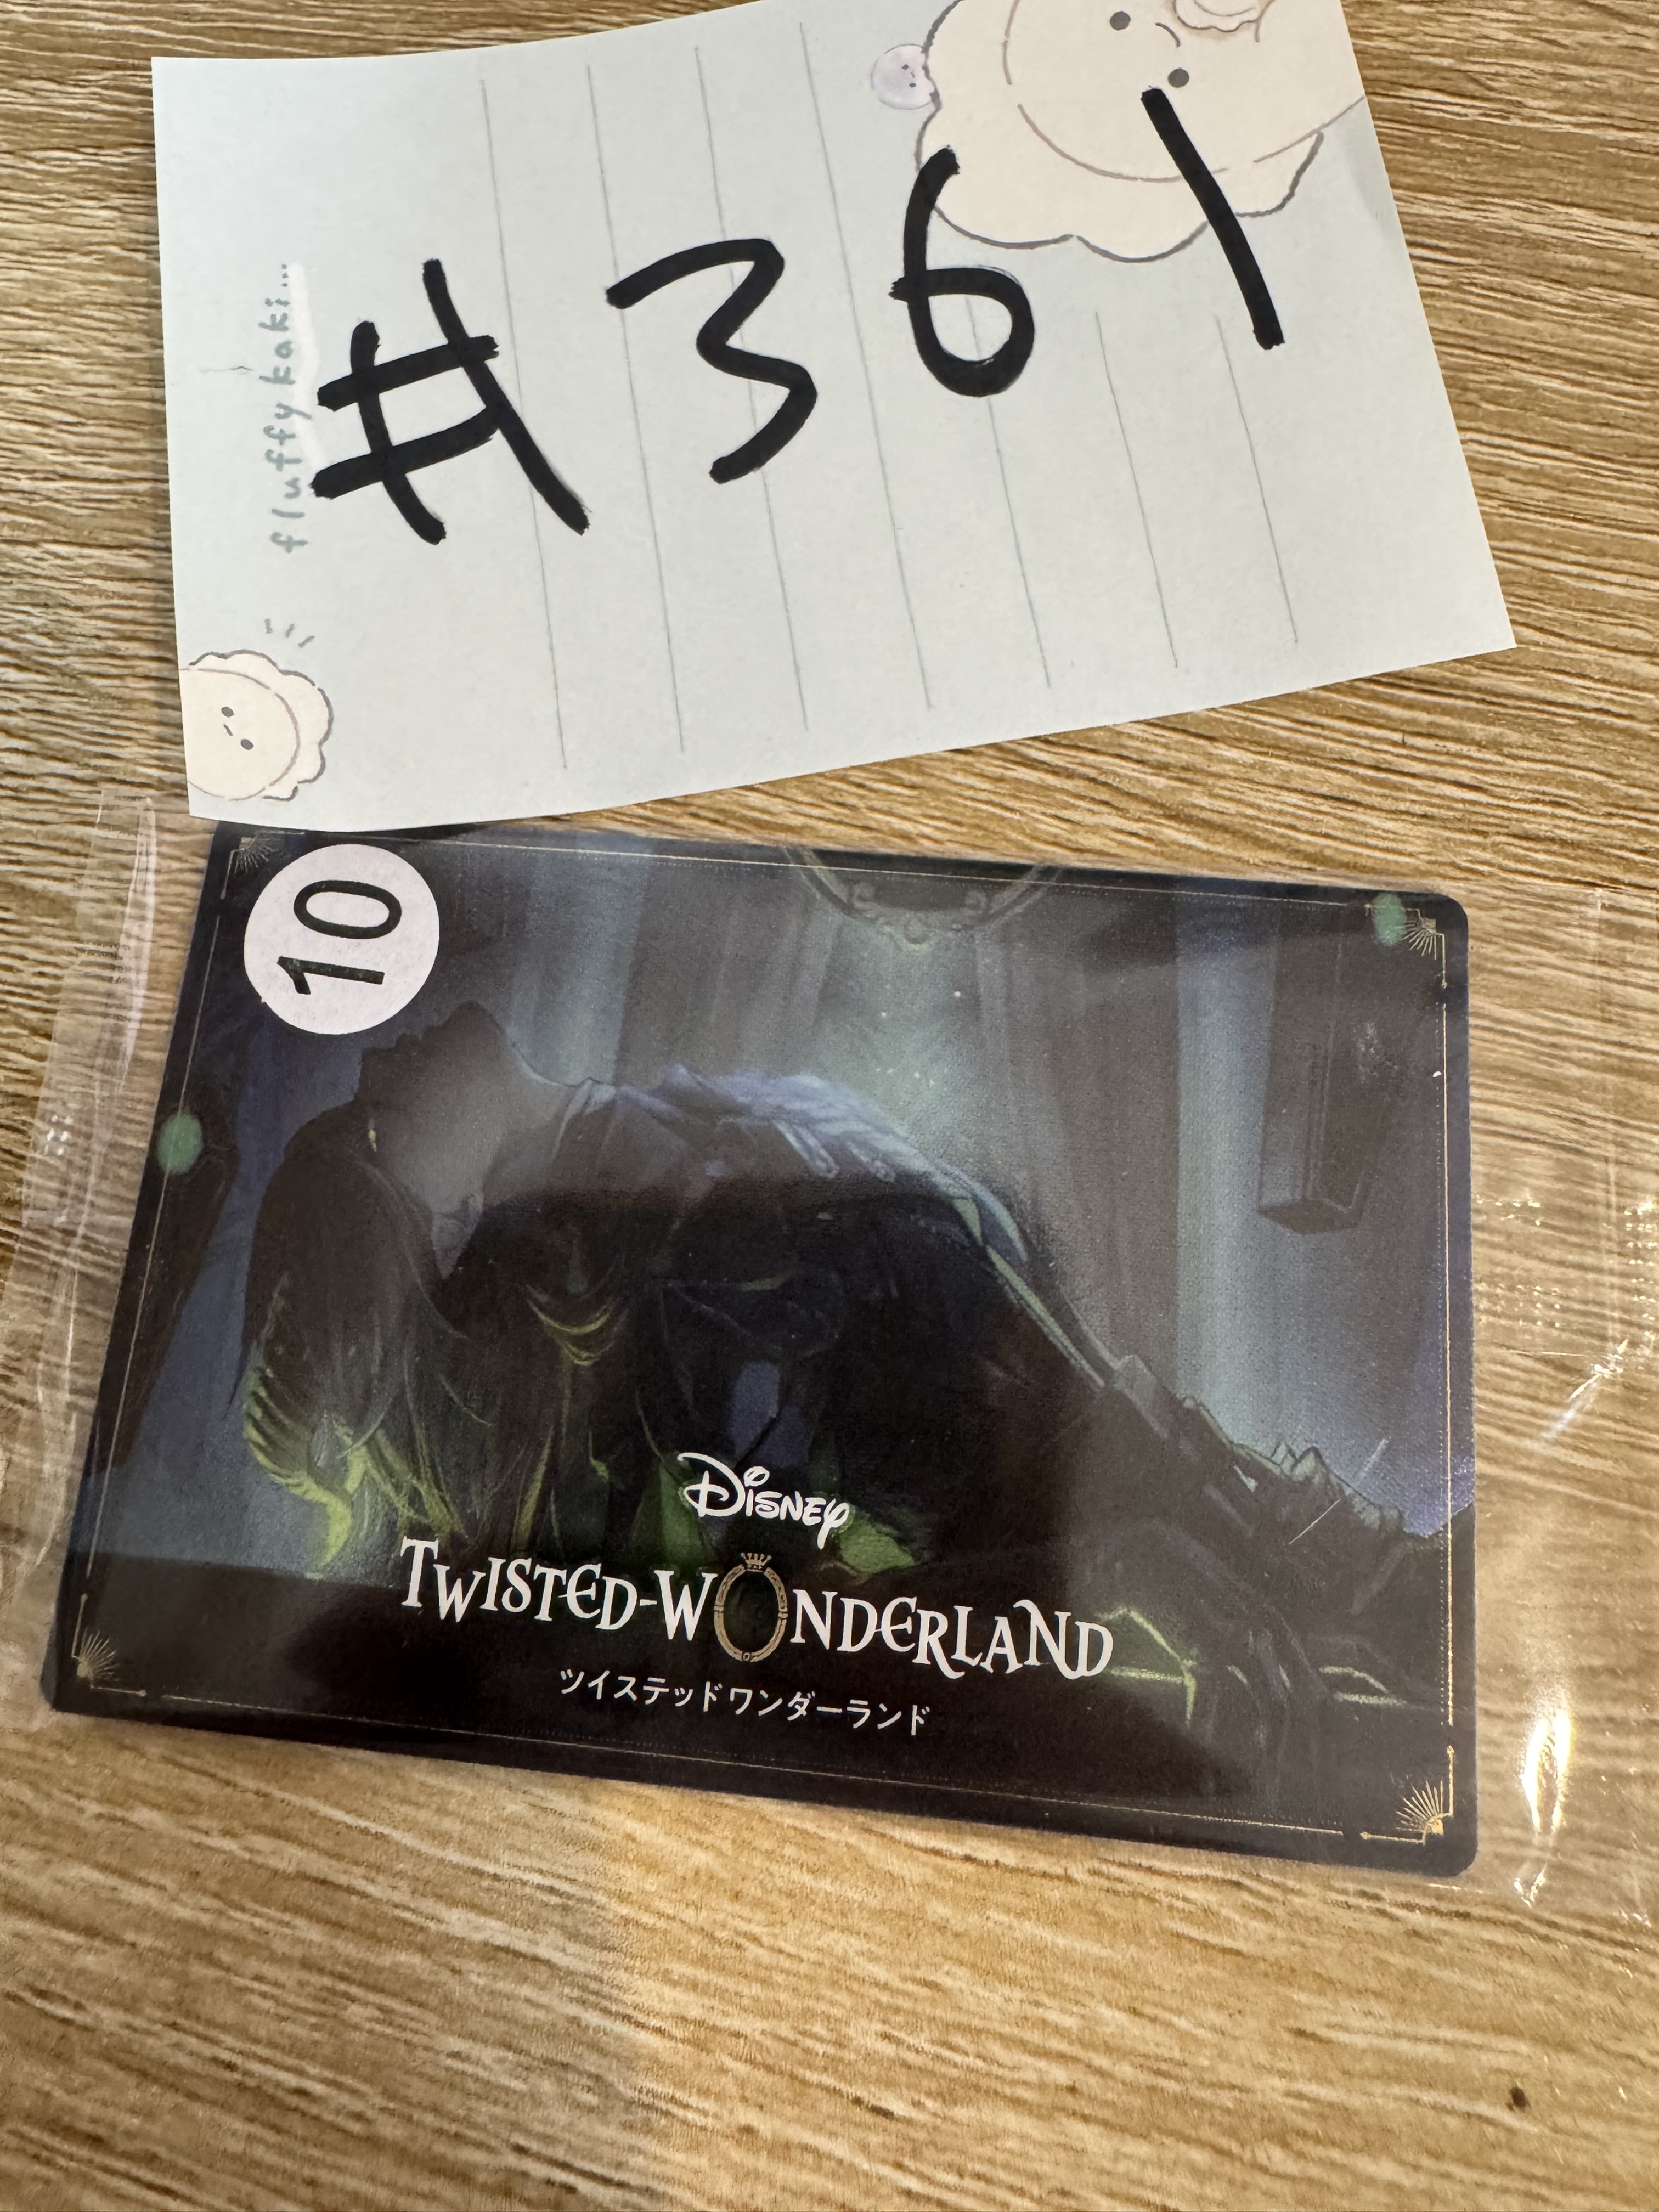 #361
fluffy kaki...
10
Disney
TWISTED-WONDERLAND
ツイステッドワンダーランド